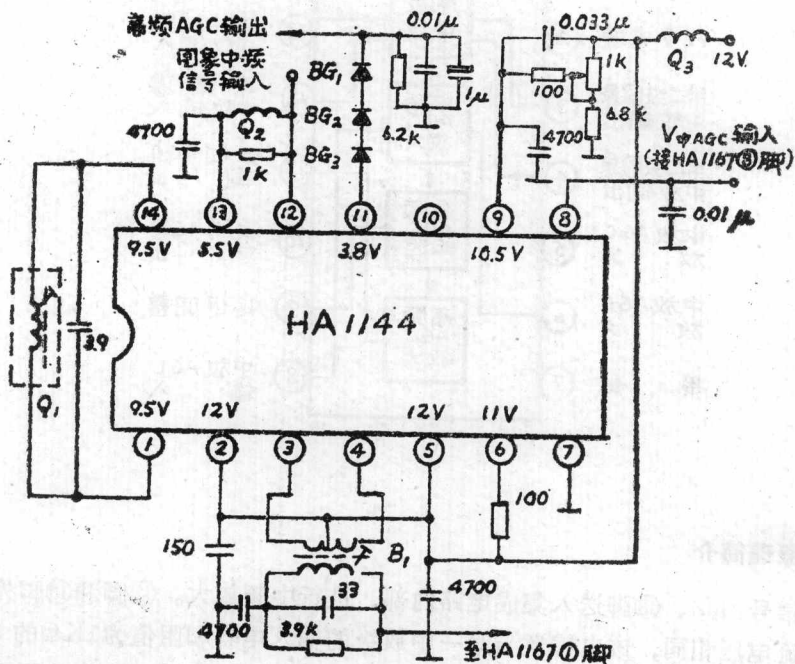 高频AGC输出
图象中频
信号输入
0.01μ
0.033μ
Q3
12V
BG1
BG2
BG3
1μ
6.2k
100
1k
6.8k
4700
Q2
1k
4700
V中AGC输入
(接HA1167⑧脚)
0.01μ
14 13 12 11 10 9 8
9.5V 5.5V 3.8V 10.5V
HA1144
Q1
39
9.5V 12V 12V 11V
1 2 3 4 5 6 7
100
150
B1
33
4700
4700
3.9k
至HA1167①脚